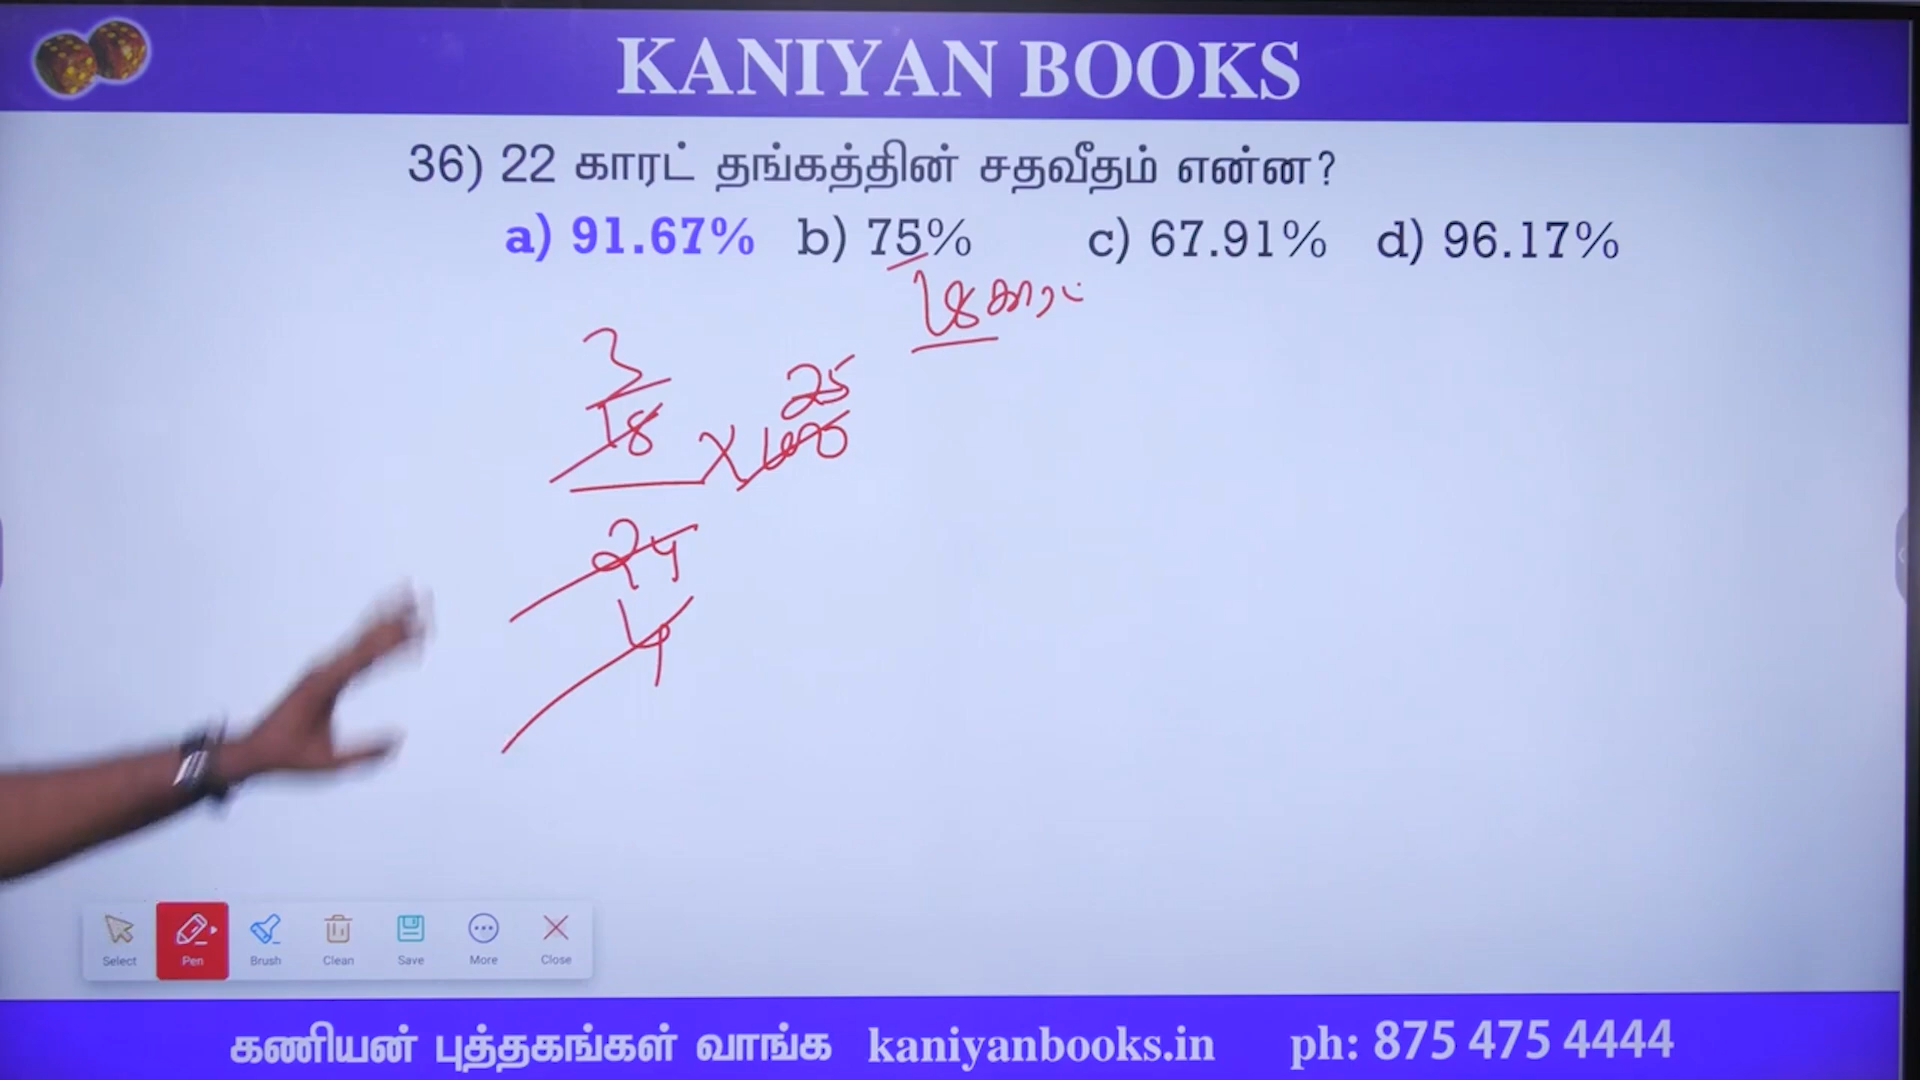 KANIYAN BOOKS
36) 22 காரட் தங்கத்தின் சதவீதம் என்ன?
a) 91.67% b) 75% c) 67.91% d) 96.17%
18 காரட்
3
25
18 X 100
24
4
Select Pen Brush Clean Save More Close
கணியன் புத்தகங்கள் வாங்க kaniyanbooks.in ph: 875 475 4444